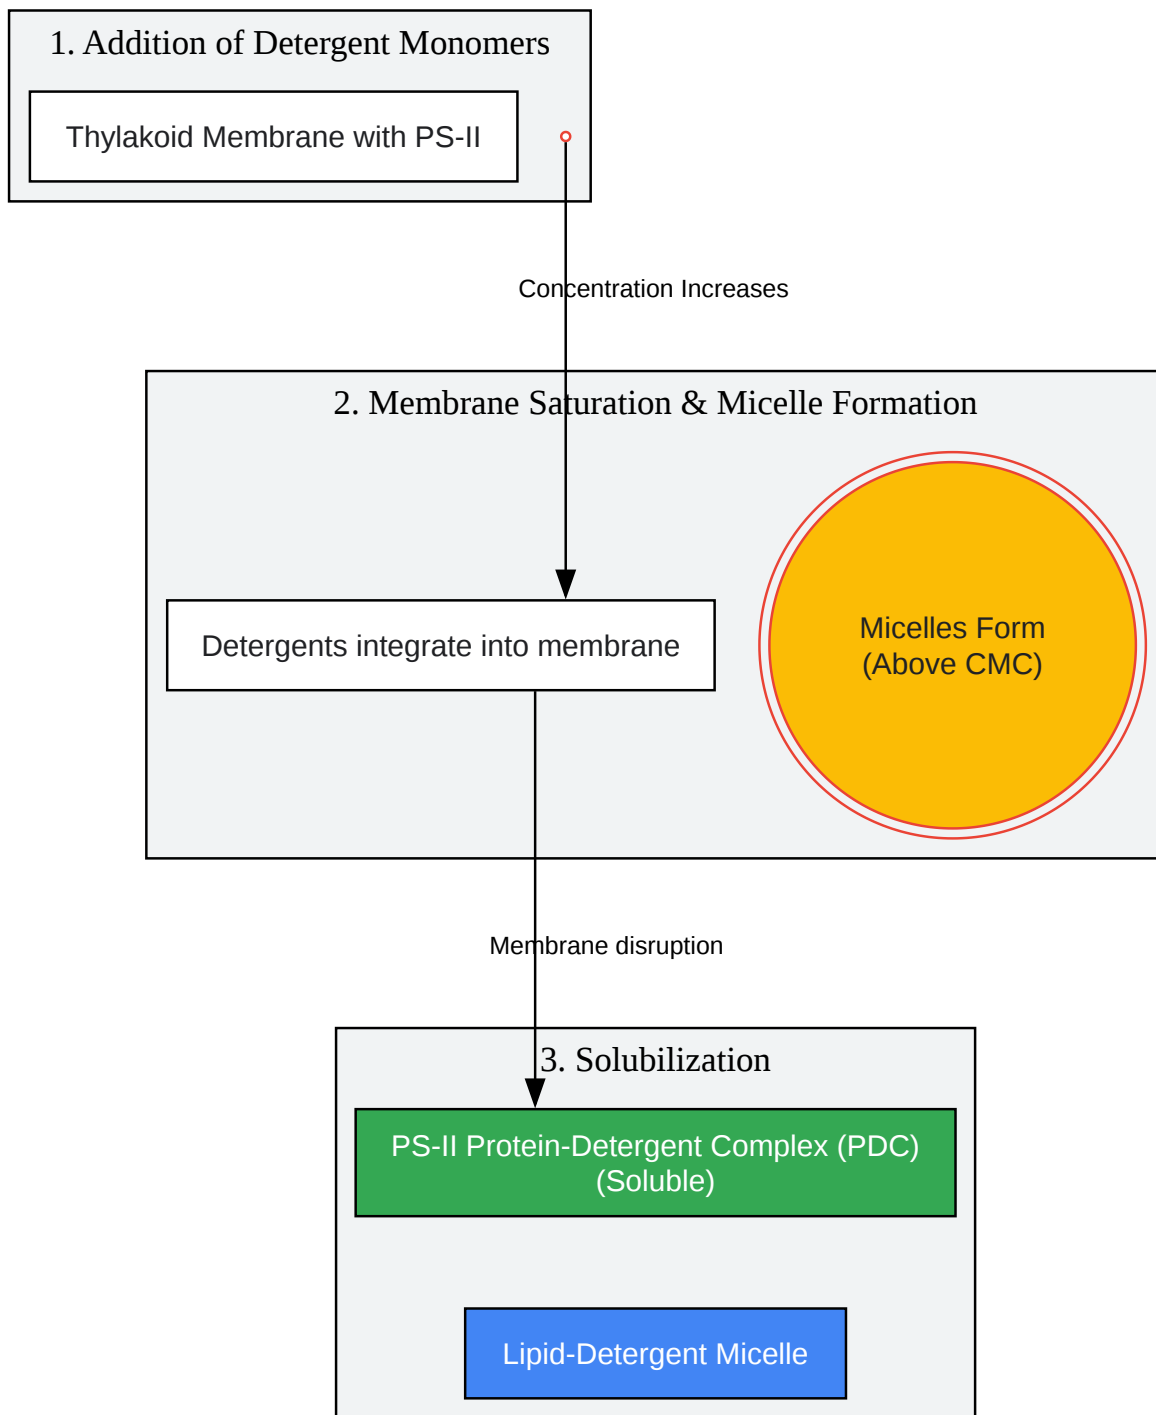 1. Addition of Detergent Monomers
Thylakoid Membrane with PS-II
Concentration Increases
2. Membrane Saturation & Micelle Formation
Detergents integrate into membrane
Micelles Form
(Above CMC)
Membrane disruption
3. Solubilization
PS-II Protein-Detergent Complex (PDC)
(Soluble)
Lipid-Detergent Micelle